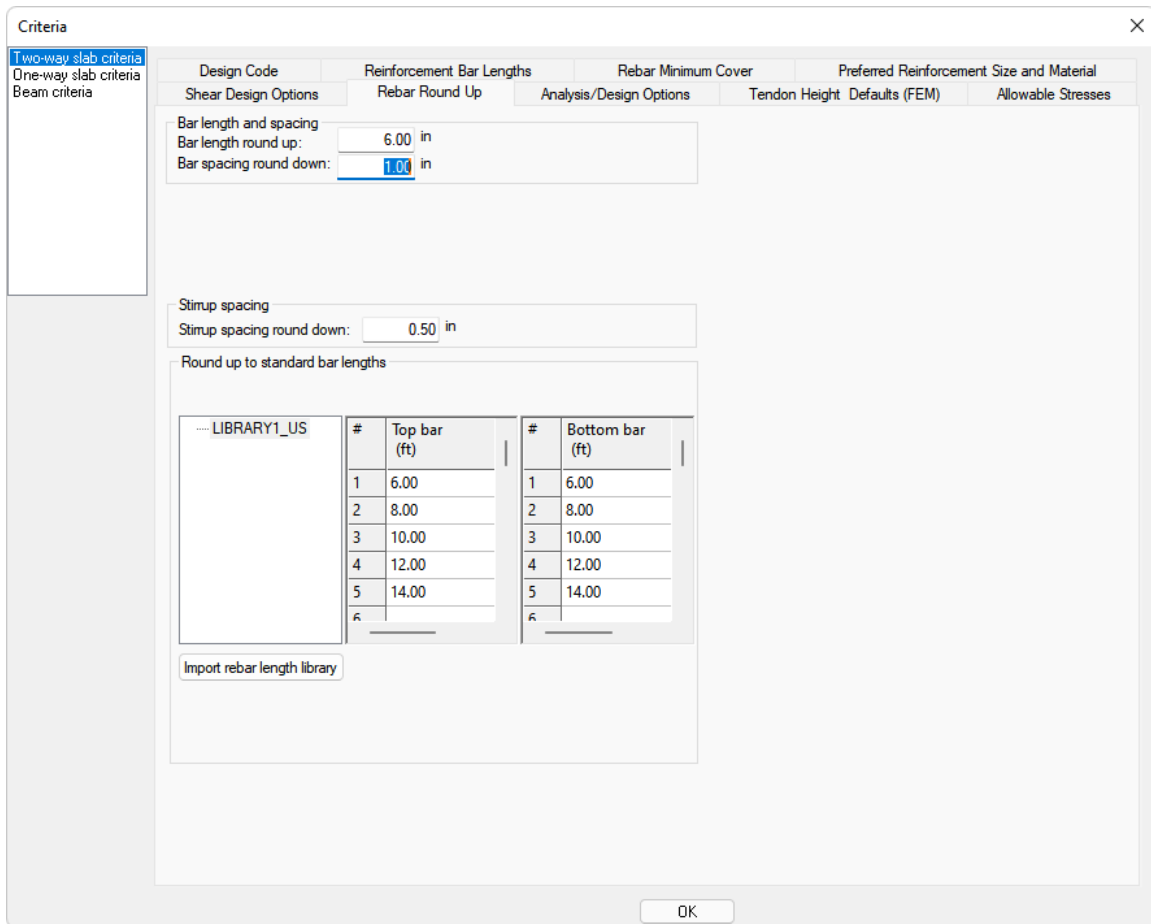 Criteria
Two-way slab criteria
One-way slab criteria
Beam criteria
Design Code Reinforcement Bar Lengths Rebar Minimum Cover Preferred Reinforcement Size and Material
Shear Design Options Rebar Round Up Analysis/Design Options Tendon Height Defaults (FEM) Allowable Stresses
Bar length and spacing
Bar length round up: 6.00 in
Bar spacing round down: 1.00 in
Stirrup spacing
Stirrup spacing round down: 0.50 in
Round up to standard bar lengths
LIBRARY1_US
# Top bar (ft)
1 6.00
2 8.00
3 10.00
4 12.00
5 14.00
6
# Bottom bar (ft)
1 6.00
2 8.00
3 10.00
4 12.00
5 14.00
6
Import rebar length library
OK